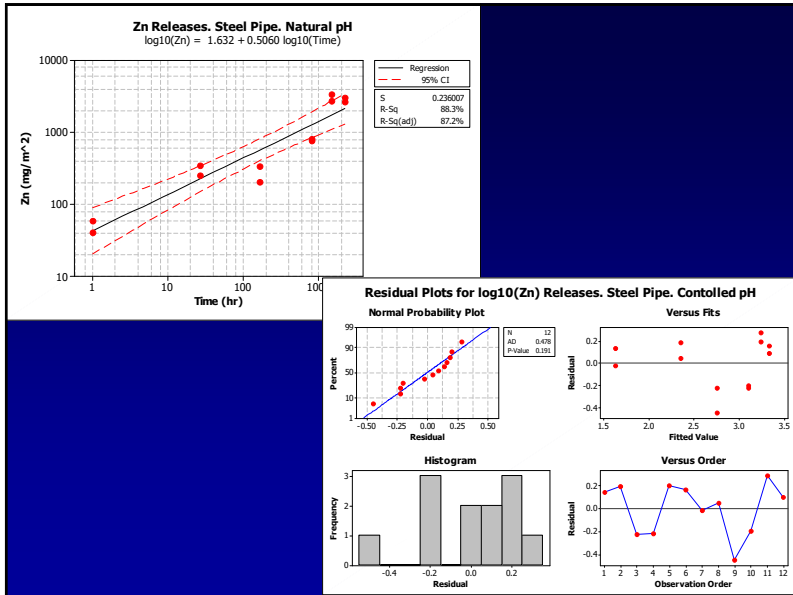 Zn Releases. Steel Pipe. Natural pH
log10(Zn) = 1.632 + 0.5060 log10(Time)
Regression
95% CI
S 0.236007
R-Sq 88.3%
R-Sq(adj) 87.2%
Zn (mg/m^2)
10000
1000
100
10
1 10 100 100
Time (hr)
Residual Plots for log10(Zn) Releases. Steel Pipe. Contolled pH
Normal Probability Plot
N 12
AD 0.478
P-Value 0.191
Percent
99
90
50
10
1
-0.50 -0.25 0.00 0.25 0.50
Residual
Versus Fits
Residual
0.2
0.0
-0.2
-0.4
1.5 2.0 2.5 3.0 3.5
Fitted Value
Histogram
Frequency
3
2
1
0
-0.4 -0.2 0.0 0.2
Residual
Versus Order
Residual
0.2
0.0
-0.2
-0.4
1 2 3 4 5 6 7 8 9 10 11 12
Observation Order